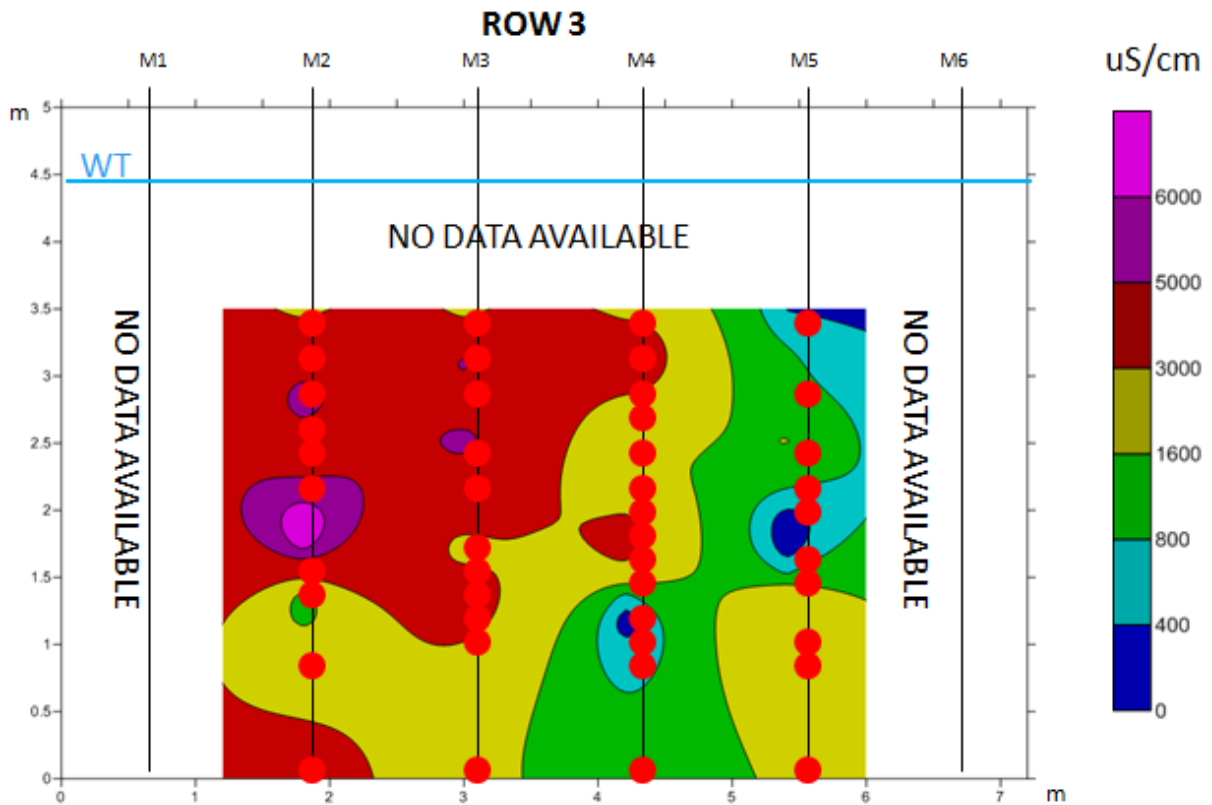 ROW 3
M1 M2 M3 M4 M5 M6
uS/cm
m
5
4.5
4
3.5
3
2.5
2
1.5
1
0.5
0
WT
NO DATA AVAILABLE
NO DATA AVAILABLE
NO DATA AVAILABLE
6000
5000
3000
1600
800
400
0
0 1 2 3 4 5 6 7 m